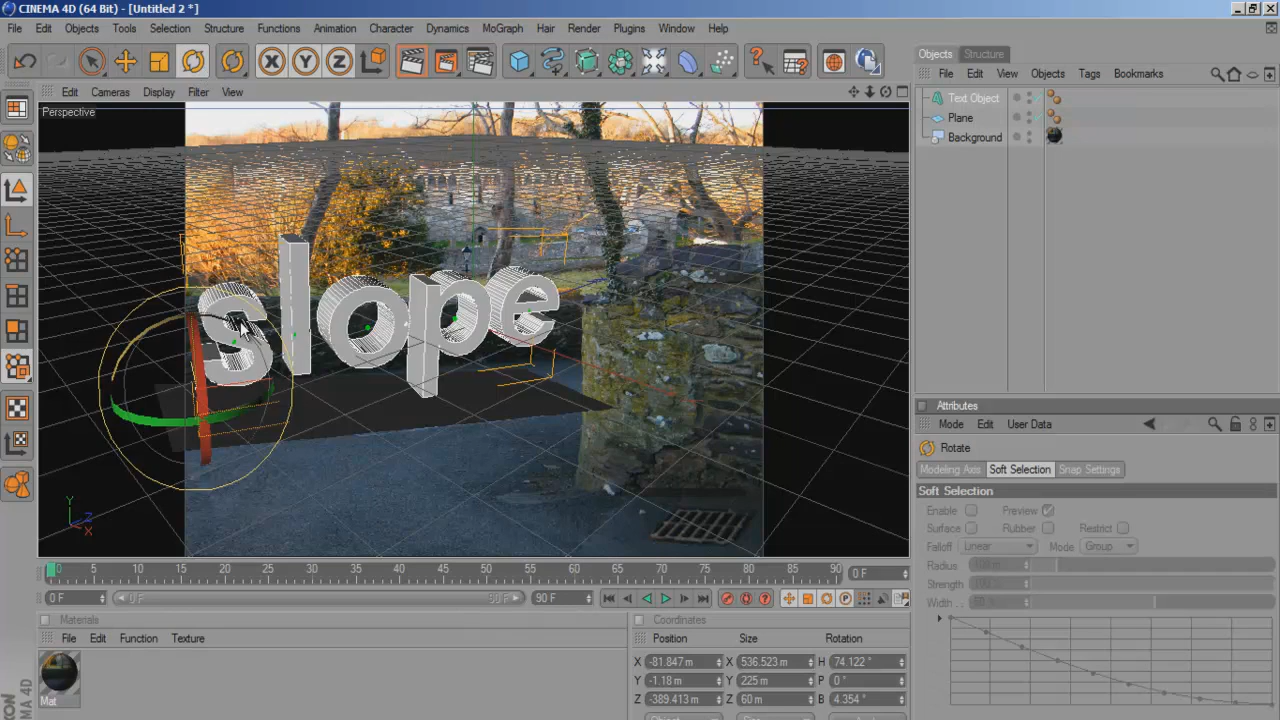 CINEMA 4D (64 Bit) - [Untitled 2 *]
File Edit Objects Tools Selection Structure Functions Animation Character Dynamics MoGraph Hair Render Plugins Window Help
X Y Z
Objects Structure
File Edit View Objects Tags Bookmarks
Edit Cameras Display Filter View
Perspective
Text Object
Plane
Background
slope
Y
Z
X
Attributes
Mode Edit User Data
Rotate
Modeling Axis Soft Selection Snap Settings
Soft Selection
Enable Preview
Surface Rubber Restrict
Falloff Linear Mode Group
Radius
Strength
Width . .
0 5 10 15 20 25 30 35 40 45 50 55 60 65 70 75 80 85 90 0 F
0 F 0 F 90 F 90 F
Materials
File Edit Function Texture
Mat
Coordinates
Position Size Rotation
X -81.847 m X 536.523 m H 74.122 °
Y -1.18 m Y 225 m P 0 °
Z -389.413 m Z 60 m B 4.354 °